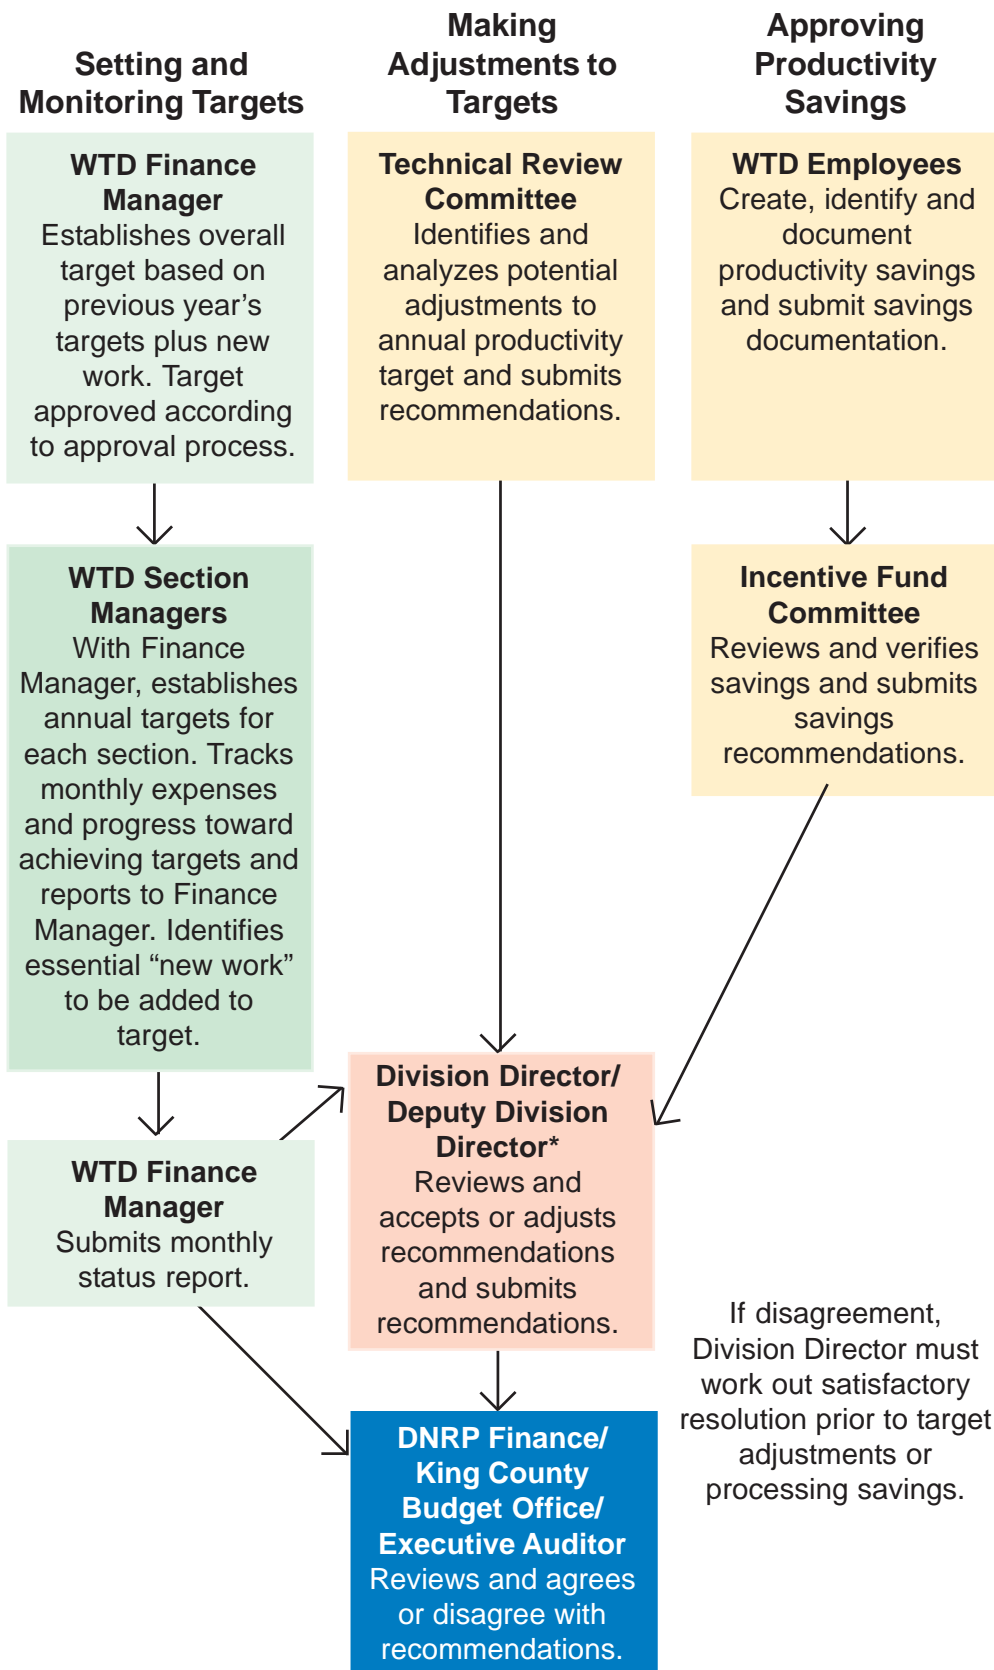 Setting and
Monitoring Targets
Making
Adjustments to
Targets
Approving
Productivity
Savings
WTD Finance
Manager
Establishes overall
target based on
previous year’s
targets plus new
work. Target
approved according
to approval process.
Technical Review
Committee
Identifies and
analyzes potential
adjustments to
annual productivity
target and submits
recommendations.
WTD Employees
Create, identify and
document
productivity savings
and submit savings
documentation.
WTD Section
Managers
With Finance
Manager, establishes
annual targets for
each section. Tracks
monthly expenses
and progress toward
achieving targets and
reports to Finance
Manager. Identifies
essential “new work”
to be added to
target.
Incentive Fund
Committee
Reviews and verifies
savings and submits
savings
recommendations.
WTD Finance
Manager
Submits monthly
status report.
Division Director/
Deputy Division
Director*
Reviews and
accepts or adjusts
recommendations
and submits
recommendations.
If disagreement,
Division Director must
work out satisfactory
resolution prior to target
adjustments or
processing savings.
DNRP Finance/
King County
Budget Office/
Executive Auditor
Reviews and agrees
or disagree with
recommendations.